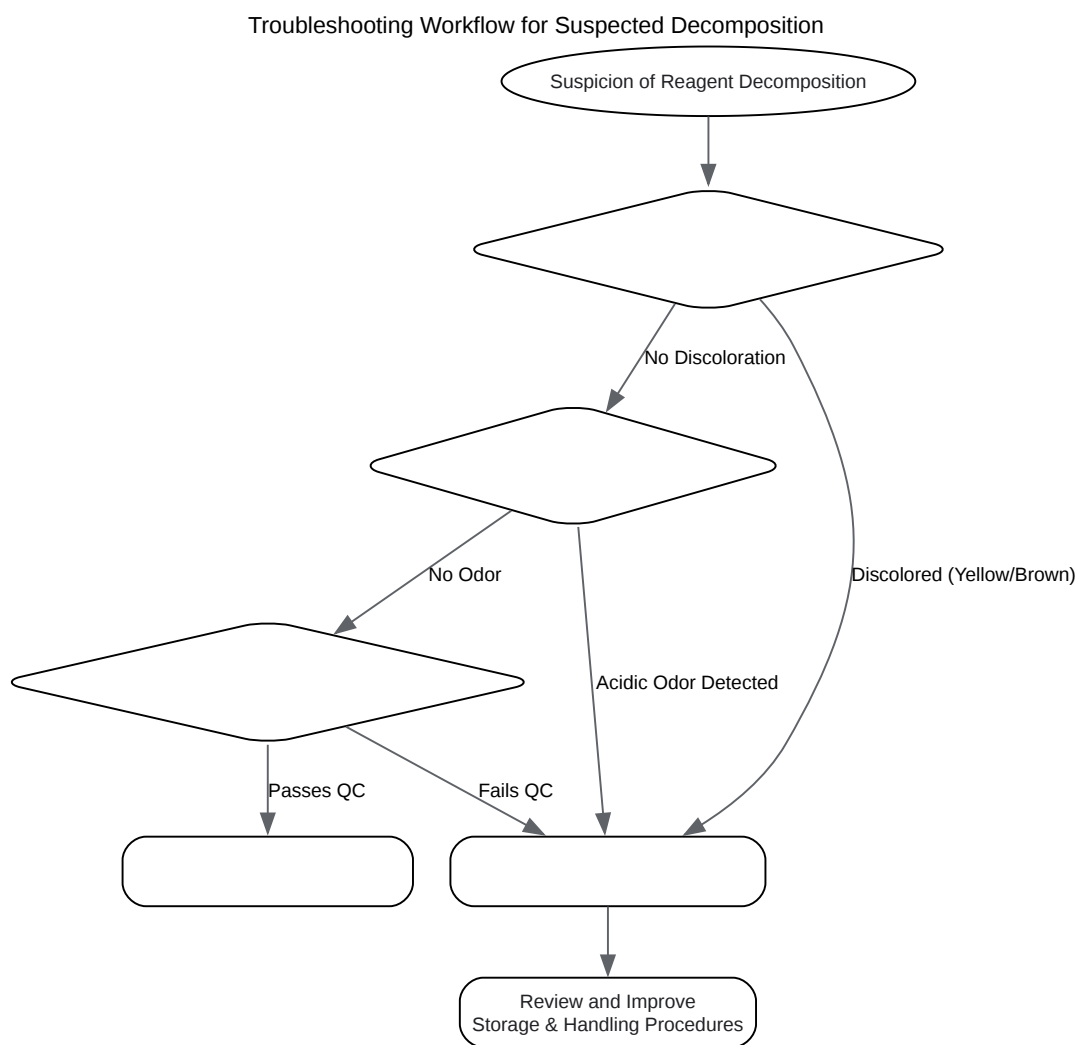 Troubleshooting Workflow for Suspected Decomposition
Suspicion of Reagent Decomposition
No Discoloration
No Odor
Discolored (Yellow/Brown)
Acidic Odor Detected
Passes QC
Fails QC
Review and Improve
Storage & Handling Procedures